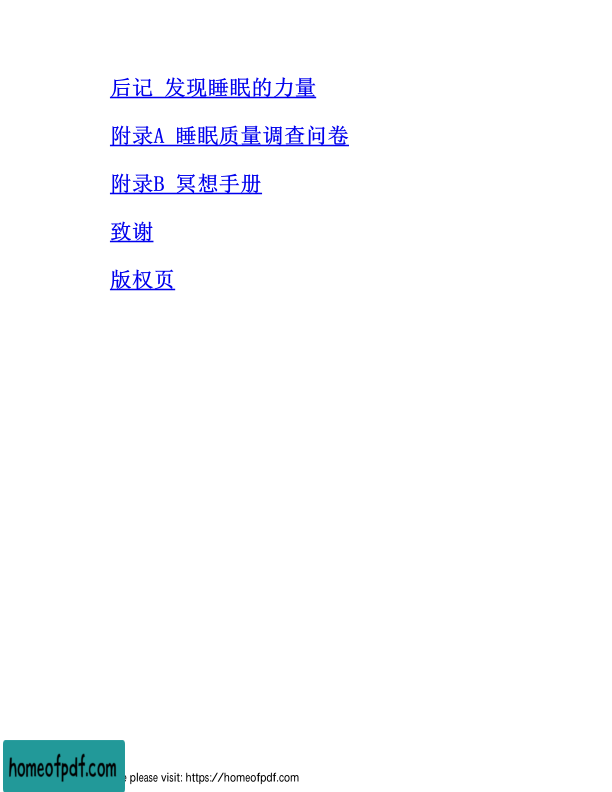 后记 发现睡眠的力量
附录A 睡眠质量调查问卷
附录B 冥想手册
致谢
版权页
homeofpdf.com
please visit: https://homeofpdf.com